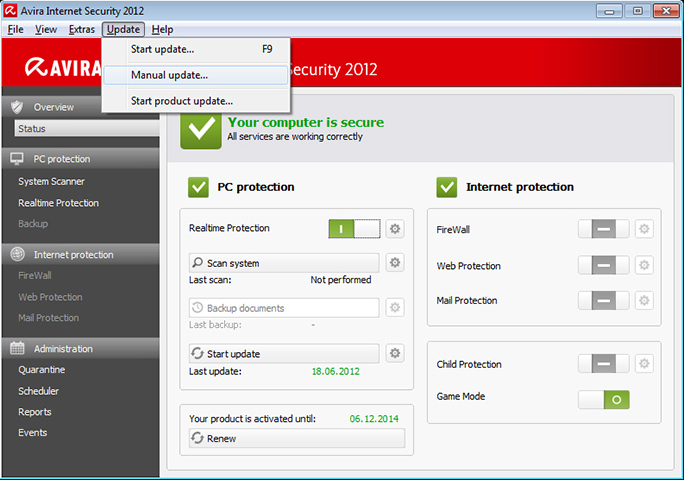 Avira Internet Security 2012
File View Extras Update Help
Start update... F9
Manual update...
Start product update...
AVIRA
Security 2012
Overview
Status
PC protection
System Scanner
Realtime Protection
Backup
Internet protection
FireWall
Web Protection
Mail Protection
Administration
Quarantine
Scheduler
Reports
Events
Your computer is secure
All services are working correctly
PC protection
Realtime Protection
Scan system
Last scan: Not performed
Backup documents
Last backup: -
Start update
Last update: 18.06.2012
Your product is activated until: 06.12.2014
Renew
Internet protection
FireWall
Web Protection
Mail Protection
Child Protection
Game Mode